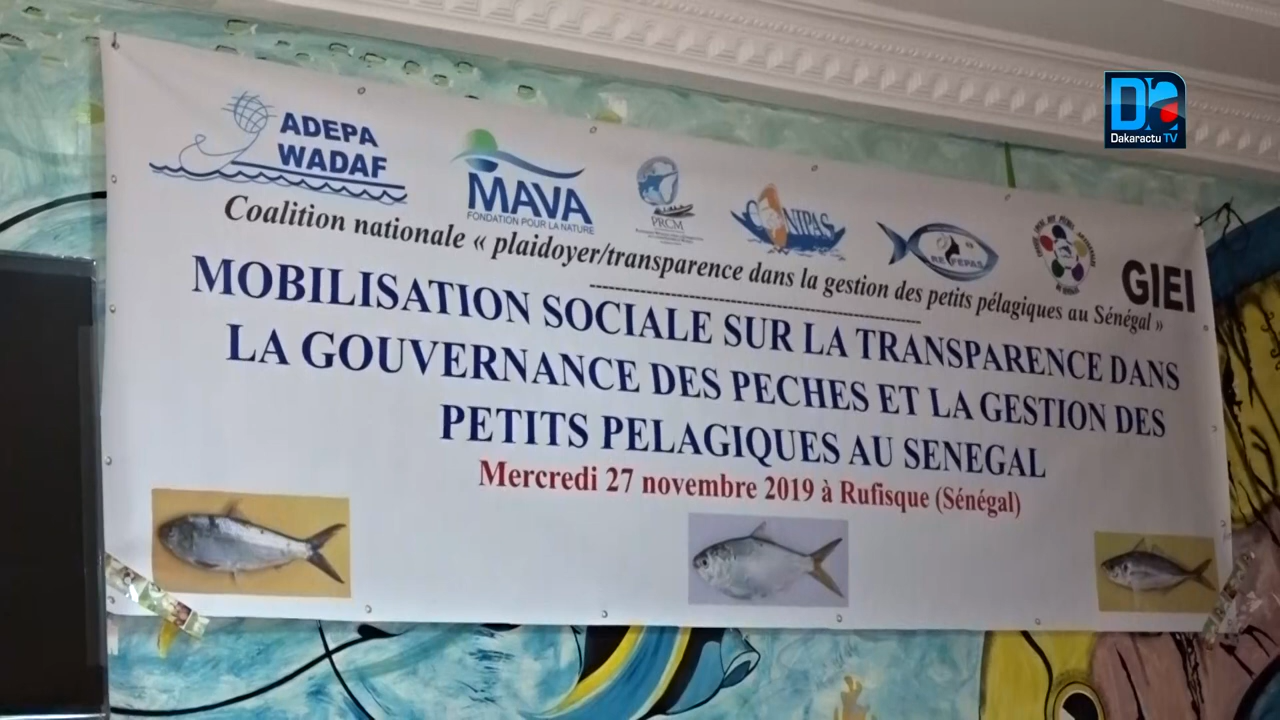 Da
Dakaractu TV
ADEPA
WADAF
MAVA
FONDATION POUR LA NATURE
PRCM
REFEPAS
GIEI
Coalition nationale « plaidoyer/transparence dans la gestion des petits pélagiques au Sénégal »
MOBILISATION SOCIALE SUR LA TRANSPARENCE DANS
LA GOUVERNANCE DES PECHES ET LA GESTION DES
PETITS PELAGIQUES AU SENEGAL
Mercredi 27 novembre 2019 à Rufisque (Sénégal)